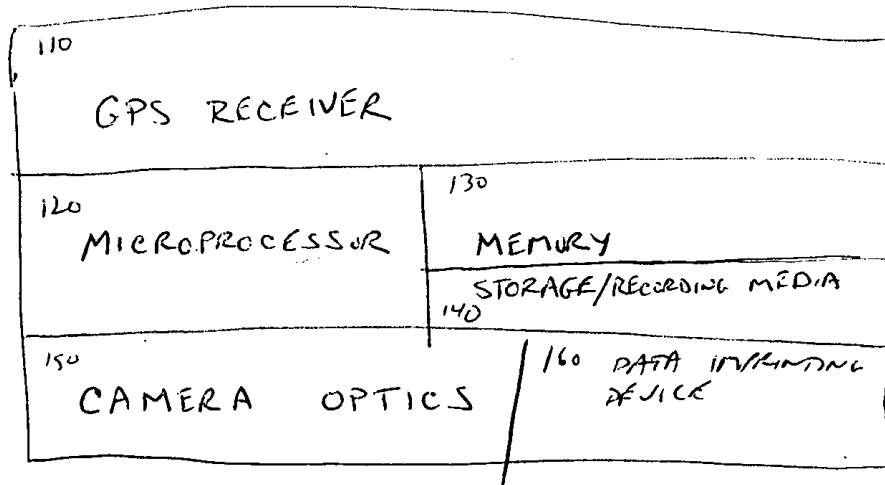 110
GPS RECEIVER
120
MICROPROCESSOR
130
MEMORY
STORAGE/RECORDING MEDIA
140
150
CAMERA OPTICS
160 DATA IMPRINTING
DEVICE